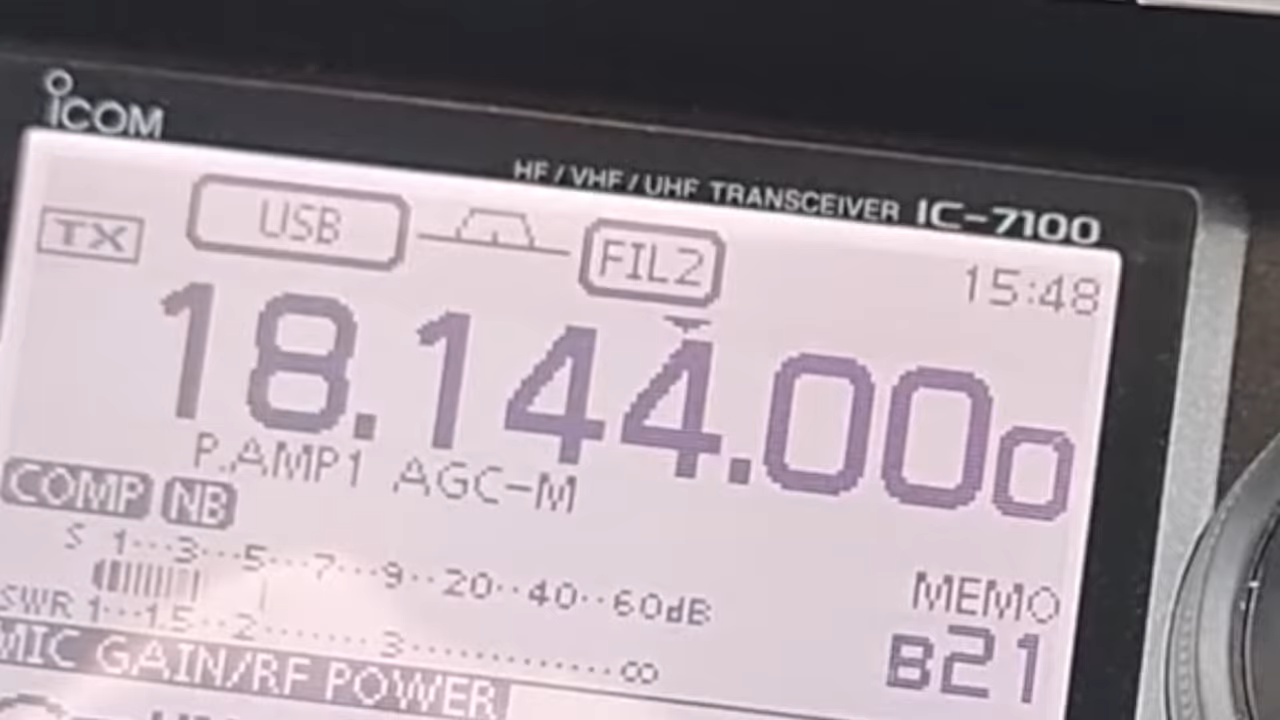 iCOM
HF / VHF / UHF TRANSCEIVER IC-7100
TX USB FIL2 15:48
18.144.000
P.AMP1 AGC-M
COMP NB
S 1···3···5···7···9··20··40··60dB
SWR 1···1.5··2·······3············∞
MEMO
B21
MIC GAIN/RF POWER